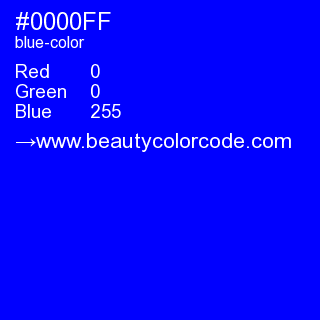 #0000FF
blue-color
Red 0
Green 0
Blue 255
→www.beautycolorcode.com